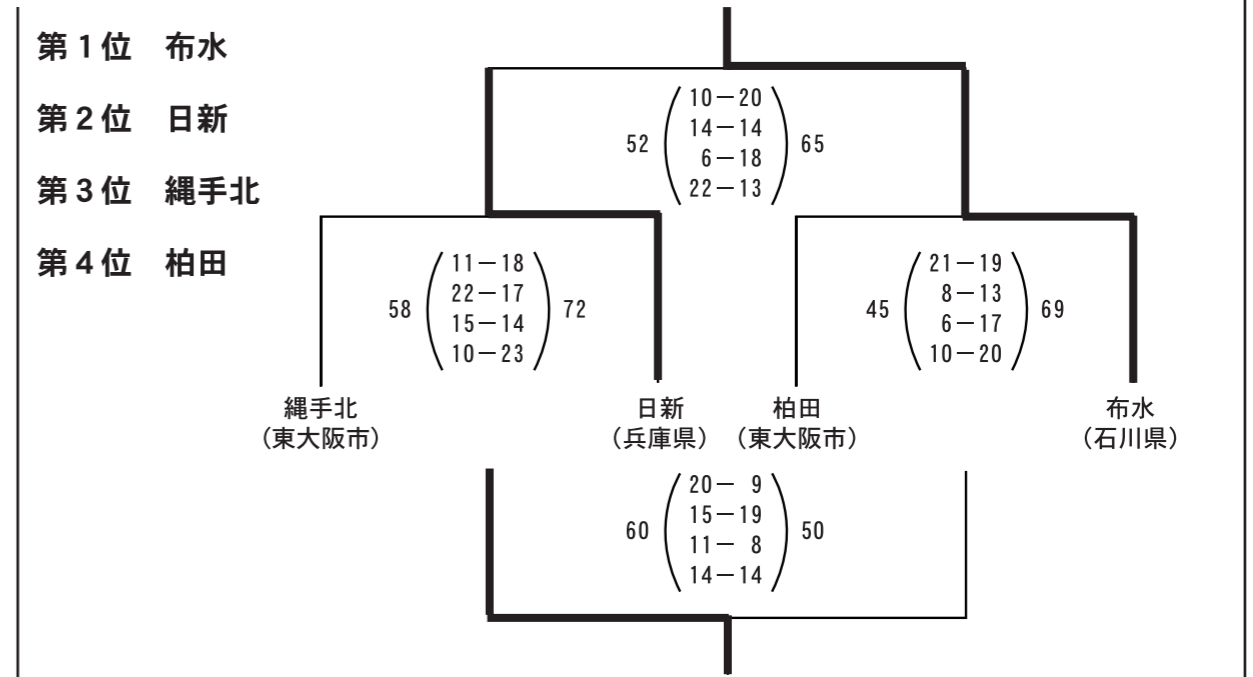 第1位 布水
第2位 日新
第3位 縄手北
第4位 柏田
10－20
14－14
52 65
6－18
22－13
11－18
22－17
58 72
15－14
10－23
21－19
8－13
45 69
6－17
10－20
縄手北
（東大阪市）
日新
（兵庫県）
柏田
（東大阪市）
布水
（石川県）
20－ 9
15－19
60 50
11－ 8
14－14